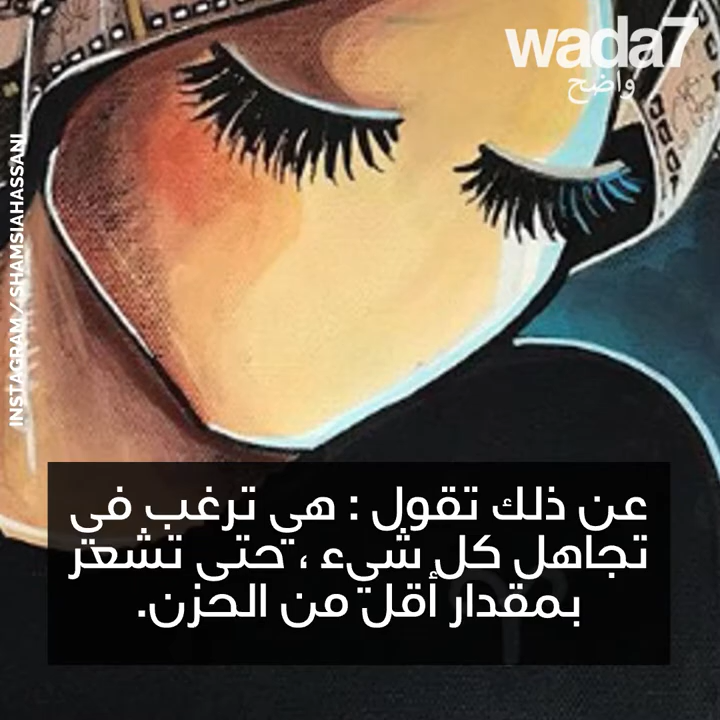 wada7
واضح
INSTAGRAM / SHAMSIAHASSANI
عن ذلك تقول : هي ترغب في
تجاهل كل شيء ، حتى تشعر
بمقدار أقل من الحزن.